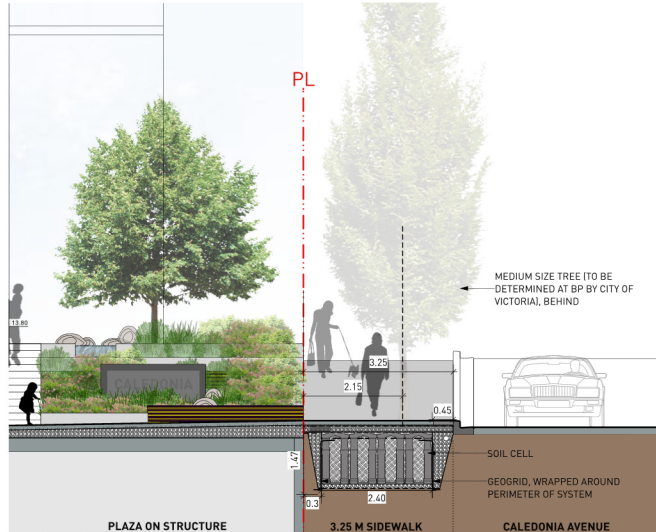 PL
MEDIUM SIZE TREE (TO BE
DETERMINED AT BP BY CITY OF
VICTORIA), BEHIND
13.80
3.25
CALEDONIA
2.15
0.45
1.47
SOIL CELL
GEOGRID, WRAPPED AROUND
PERIMETER OF SYSTEM
0.3
2.40
PLAZA ON STRUCTURE
3.25 M SIDEWALK
CALEDONIA AVENUE